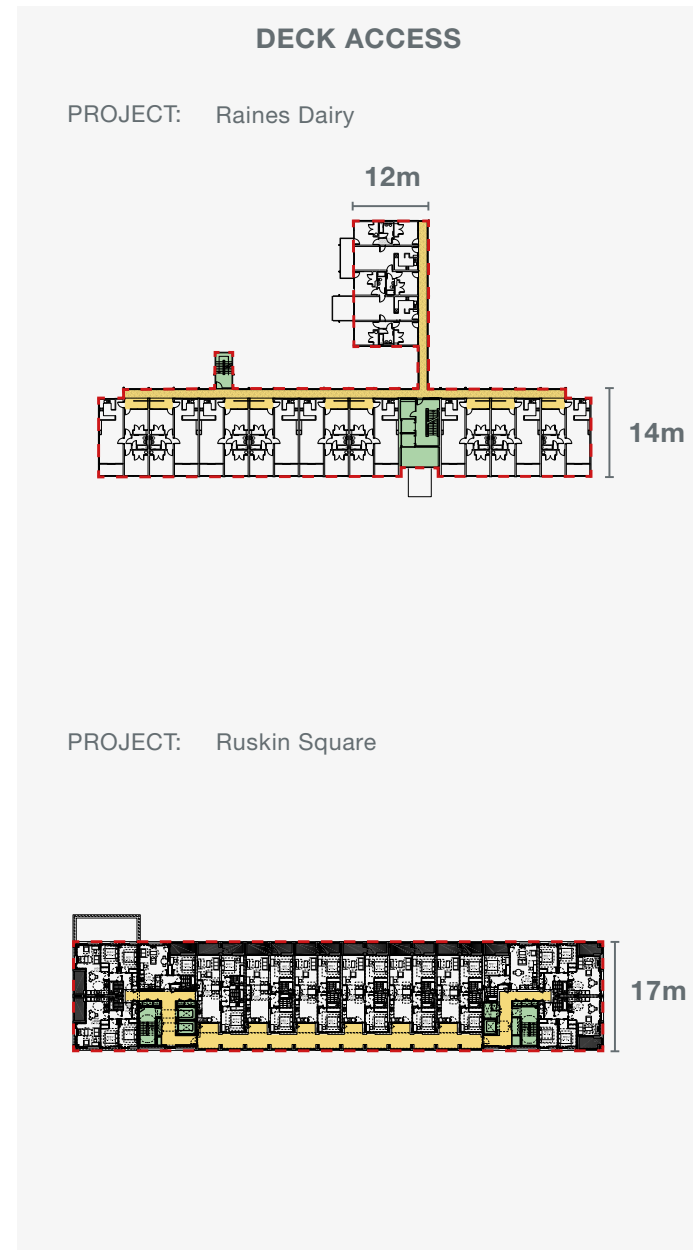 DECK ACCESS
PROJECT: Raines Dairy
12m
14m
PROJECT: Ruskin Square
17m